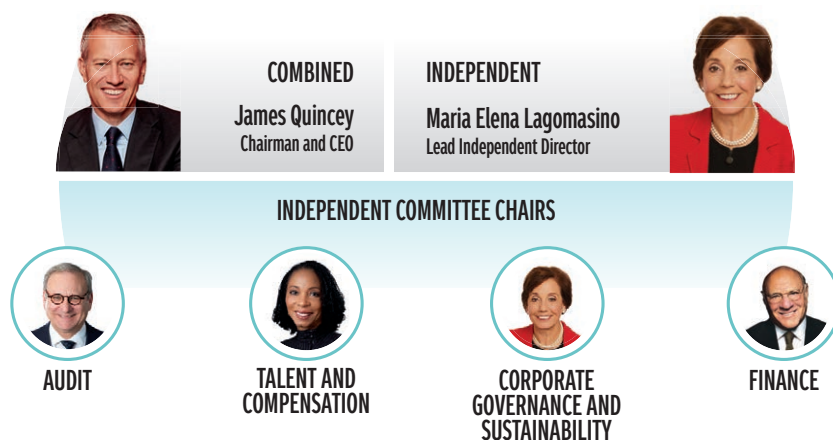 COMBINED
James Quincey
Chairman and CEO
INDEPENDENT
Maria Elena Lagomasino
Lead Independent Director
INDEPENDENT COMMITTEE CHAIRS
AUDIT
TALENT AND
COMPENSATION
CORPORATE
GOVERNANCE AND
SUSTAINABILITY
FINANCE